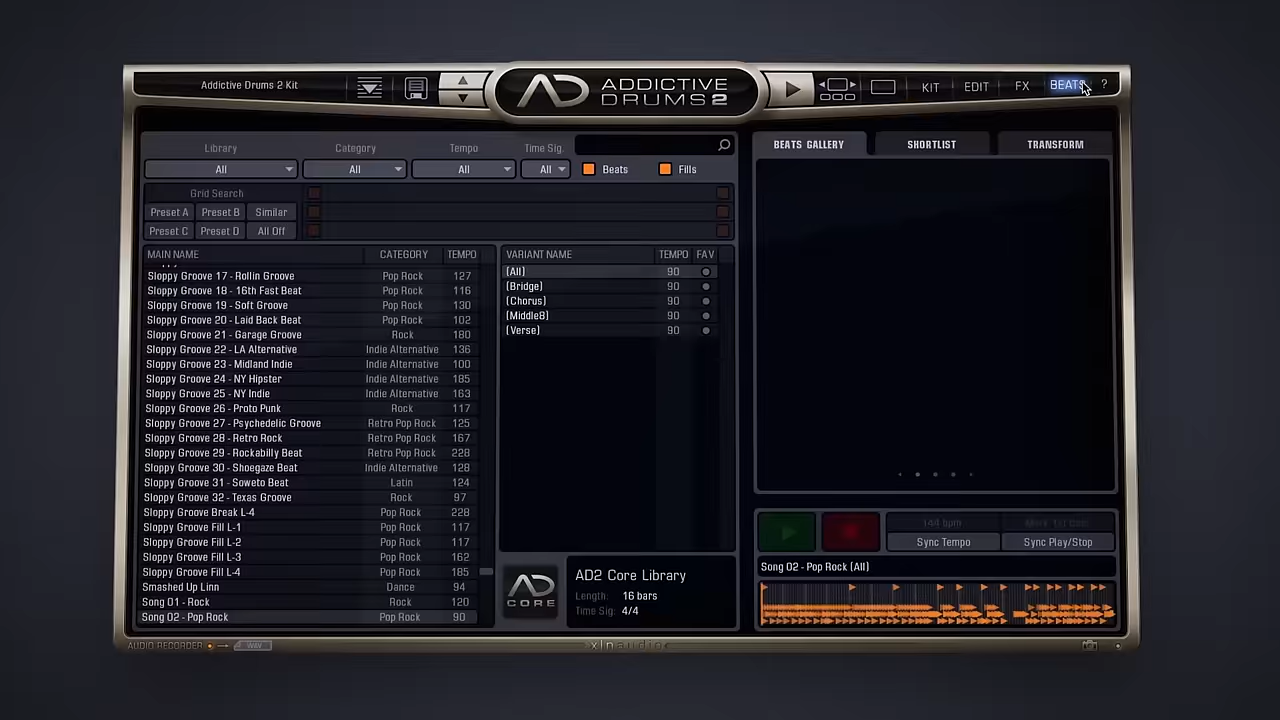 Addictive Drums 2 Kit
ADDICTIVE
DRUMS 2
KIT
EDIT
FX
BEATS
?
Library
Category
Tempo
Time Sig.
All
All
All
All
Beats
Fills
Grid Search
Preset A
Preset B
Similar
Preset C
Preset D
All Off
MAIN NAME CATEGORY TEMPO
Sloppy Groove 17 - Rollin Groove Pop Rock 127
Sloppy Groove 18 - 16th Fast Beat Pop Rock 116
Sloppy Groove 19 - Soft Groove Pop Rock 130
Sloppy Groove 20 - Laid Back Beat Pop Rock 102
Sloppy Groove 21 - Garage Groove Rock 180
Sloppy Groove 22 - LA Alternative Indie Alternative 136
Sloppy Groove 23 - Midland Indie Indie Alternative 100
Sloppy Groove 24 - NY Hipster Indie Alternative 185
Sloppy Groove 25 - NY Indie Indie Alternative 163
Sloppy Groove 26 - Proto Punk Rock 117
Sloppy Groove 27 - Psychedelic Groove Retro Pop Rock 125
Sloppy Groove 28 - Retro Rock Retro Pop Rock 167
Sloppy Groove 29 - Rockabilly Beat Retro Pop Rock 228
Sloppy Groove 30 - Shoegaze Beat Indie Alternative 128
Sloppy Groove 31 - Soweto Beat Latin 124
Sloppy Groove 32 - Texas Groove Rock 97
Sloppy Groove Break L-4 Pop Rock 228
Sloppy Groove Fill L-1 Pop Rock 117
Sloppy Groove Fill L-2 Pop Rock 117
Sloppy Groove Fill L-3 Pop Rock 162
Sloppy Groove Fill L-4 Pop Rock 185
Smashed Up Linn Dance 94
Song 01 - Rock Rock 120
Song 02 - Pop Rock Pop Rock 90
VARIANT NAME TEMPO FAV
(All) 90
(Bridge) 90
(Chorus) 90
(Middle8) 90
(Verse) 90
AD
CORE
AD2 Core Library
Length: 16 bars
Time Sig: 4/4
BEATS GALLERY
SHORTLIST
TRANSFORM
144 bpm
Sync Tempo
Sync Play/Stop
Song 02 - Pop Rock (All)
AUDIO RECORDER
WAV
xlnaudio